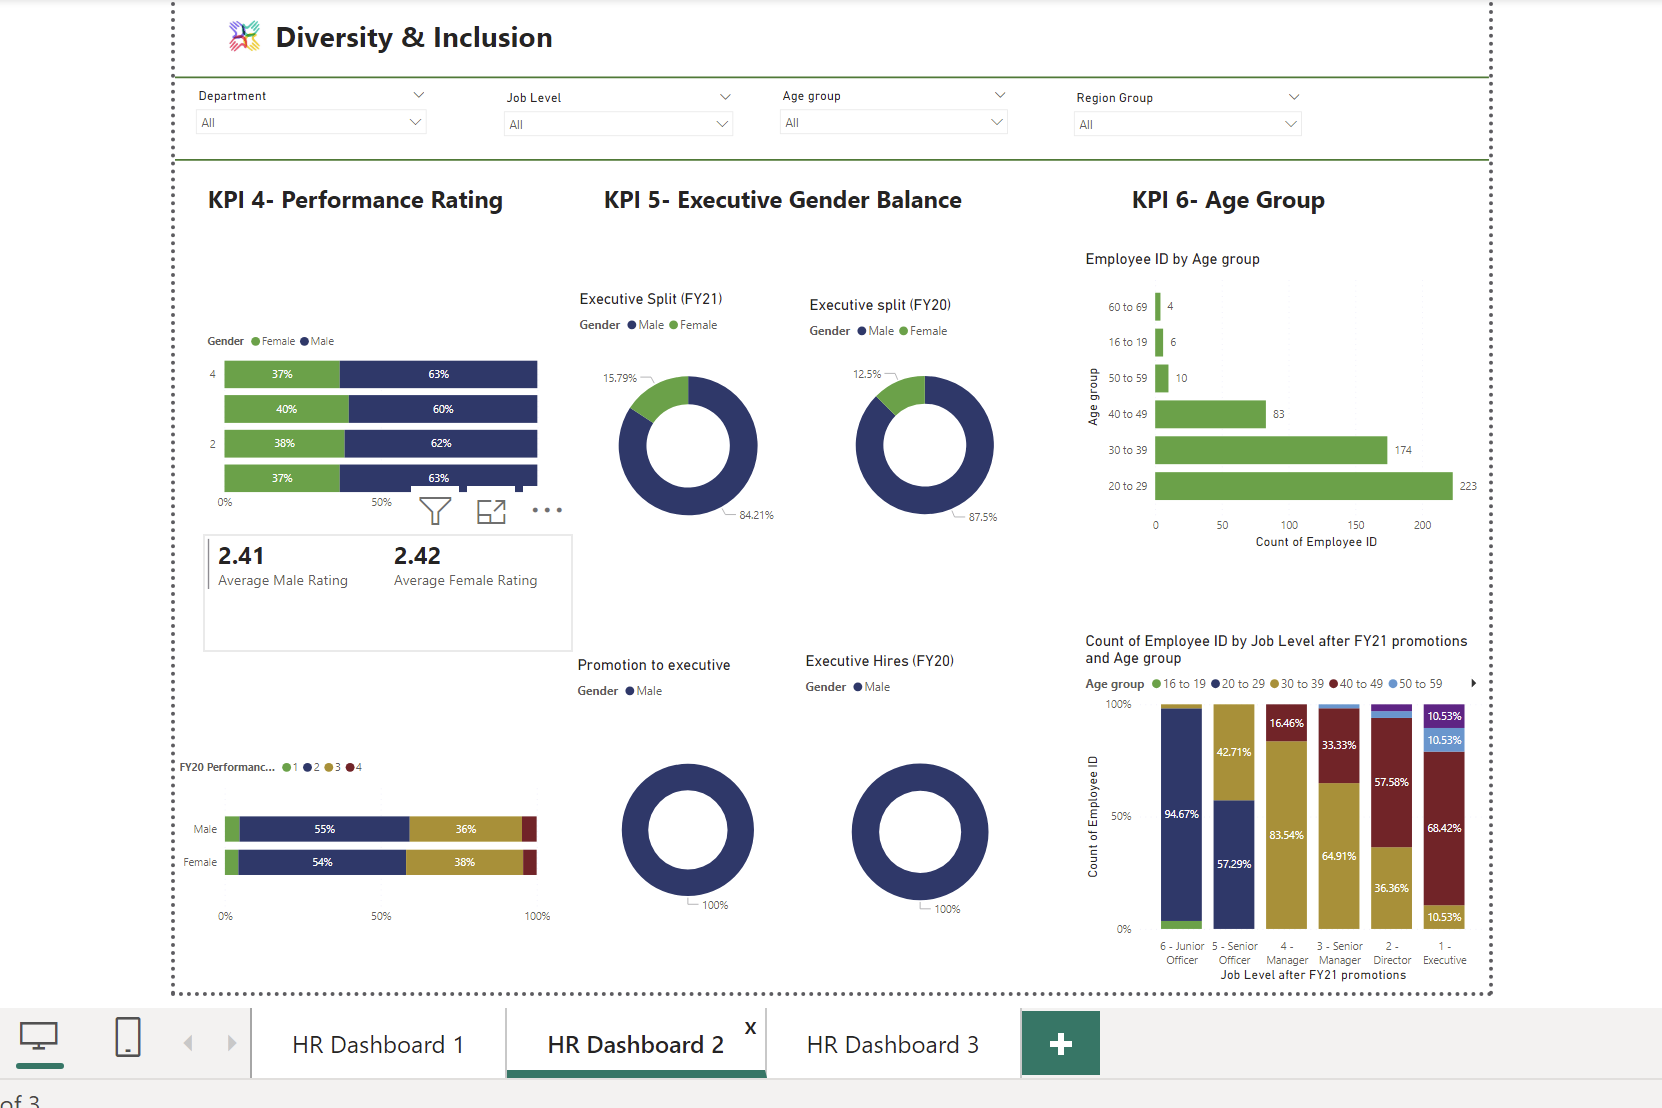 Diversity & Inclusion
Department
All
Job Level
All
Age group
All
Region Group
All
KPI 4- Performance Rating
KPI 5- Executive Gender Balance
KPI 6- Age Group
Gender Female Male
4 37% 63%
40% 60%
2 38% 62%
37% 63%
0% 50%
2.41 2.42
Average Male Rating Average Female Rating
FY20 Performanc... 1 2 3 4
Male 55% 36%
Female 54% 38%
0% 50% 100%
Executive Split (FY21)
Gender Male Female
15.79%
84.21%
Executive split (FY20)
Gender Male Female
12.5%
87.5%
Promotion to executive
Gender Male
100%
Executive Hires (FY20)
Gender Male
100%
Employee ID by Age group
Age group
60 to 69 4
16 to 19 6
50 to 59 10
40 to 49 83
30 to 39 174
20 to 29 223
0 50 100 150 200
Count of Employee ID
Count of Employee ID by Job Level after FY21 promotions
and Age group
Age group 16 to 19 20 to 29 30 to 39 40 to 49 50 to 59
Count of Employee ID
100%
50%
0%
94.67%
42.71%
57.29%
16.46%
83.54%
33.33%
64.91%
57.58%
36.36%
10.53%
10.53%
68.42%
10.53%
6 - Junior 5 - Senior 4 - 3 - Senior 2 - 1 -
Officer Officer Manager Manager Director Executive
Job Level after FY21 promotions
HR Dashboard 1
HR Dashboard 2
X
HR Dashboard 3
of 3